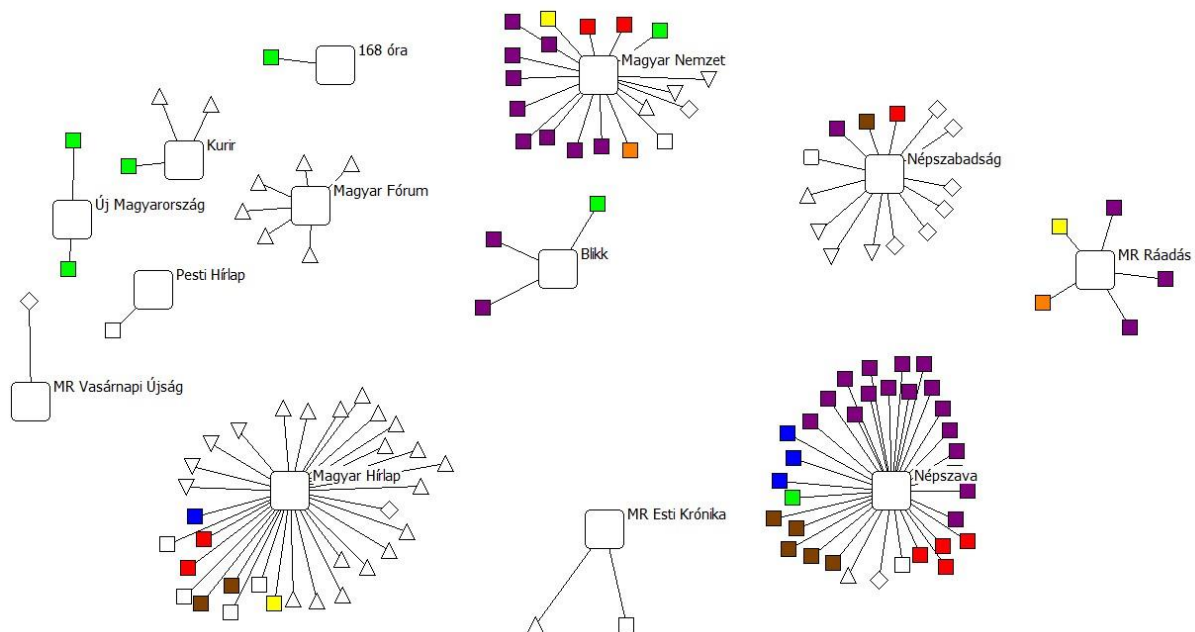 168 óra
Magyar Nemzet
Kurir
Népszabadság
Magyar Fórum
Új Magyarország
Blikk
MR Ráadás
Pesti Hírlap
MR Vasárnapi Újság
Magyar Hírlap
Népszava
MR Esti Krónika